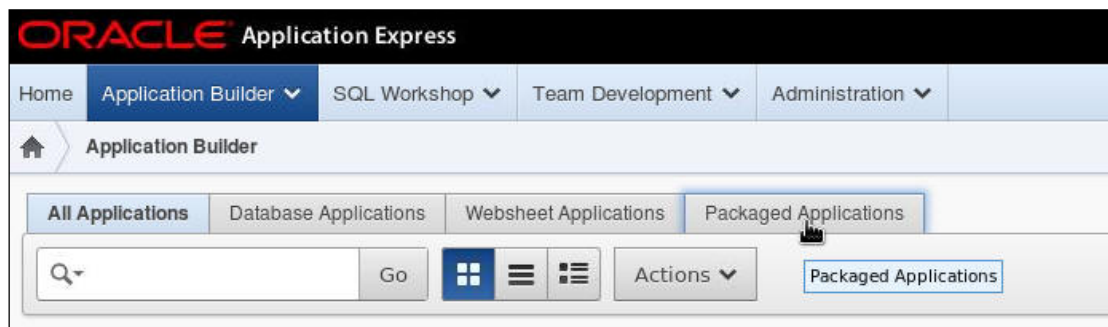 ORACLE Application Express
Home Application Builder SQL Workshop Team Development Administration
Application Builder
All Applications Database Applications Websheet Applications Packaged Applications
Go Actions Packaged Applications